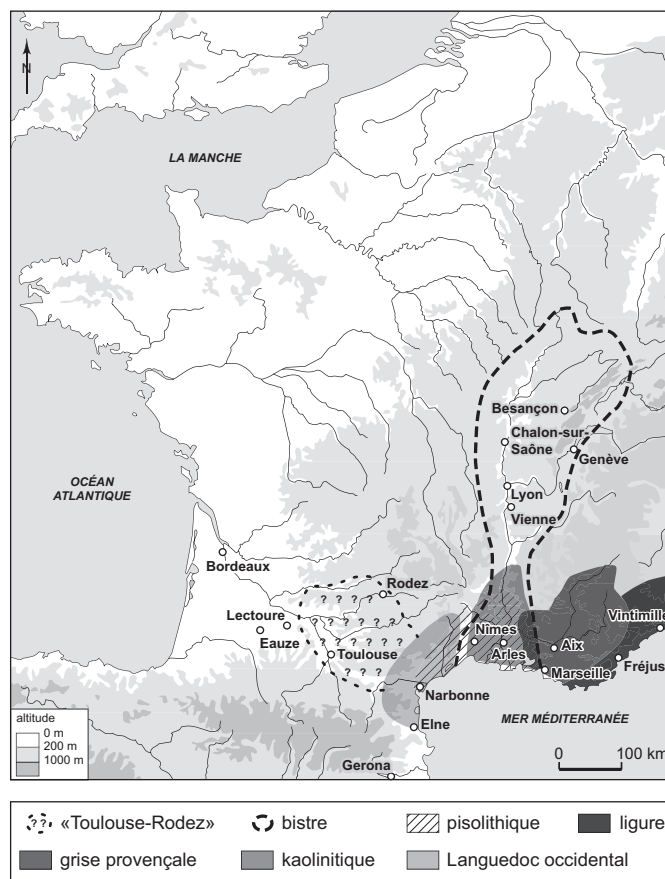 N
LA MANCHE
Besançon
Chalon-sur-
Saône
Genève
OCÉAN
ATLANTIQUE
Lyon
Vienne
Bordeaux
Rodez
? ? ? ?
Lectoure
? ? ? ? ? ?
Vintimille
Nîmes
Eauze
? ? ? ? ? ?
Toulouse
Arles
Aix
? ? ?
Marseille
Fréjus
Narbonne
altitude
0 m
200 m
1000 m
Elne
MER MÉDITERRANÉE
Gerona
0 100 km
?? «Toulouse-Rodez» bistre pisolithique ligure
grise provençale kaolinitique Languedoc occidental